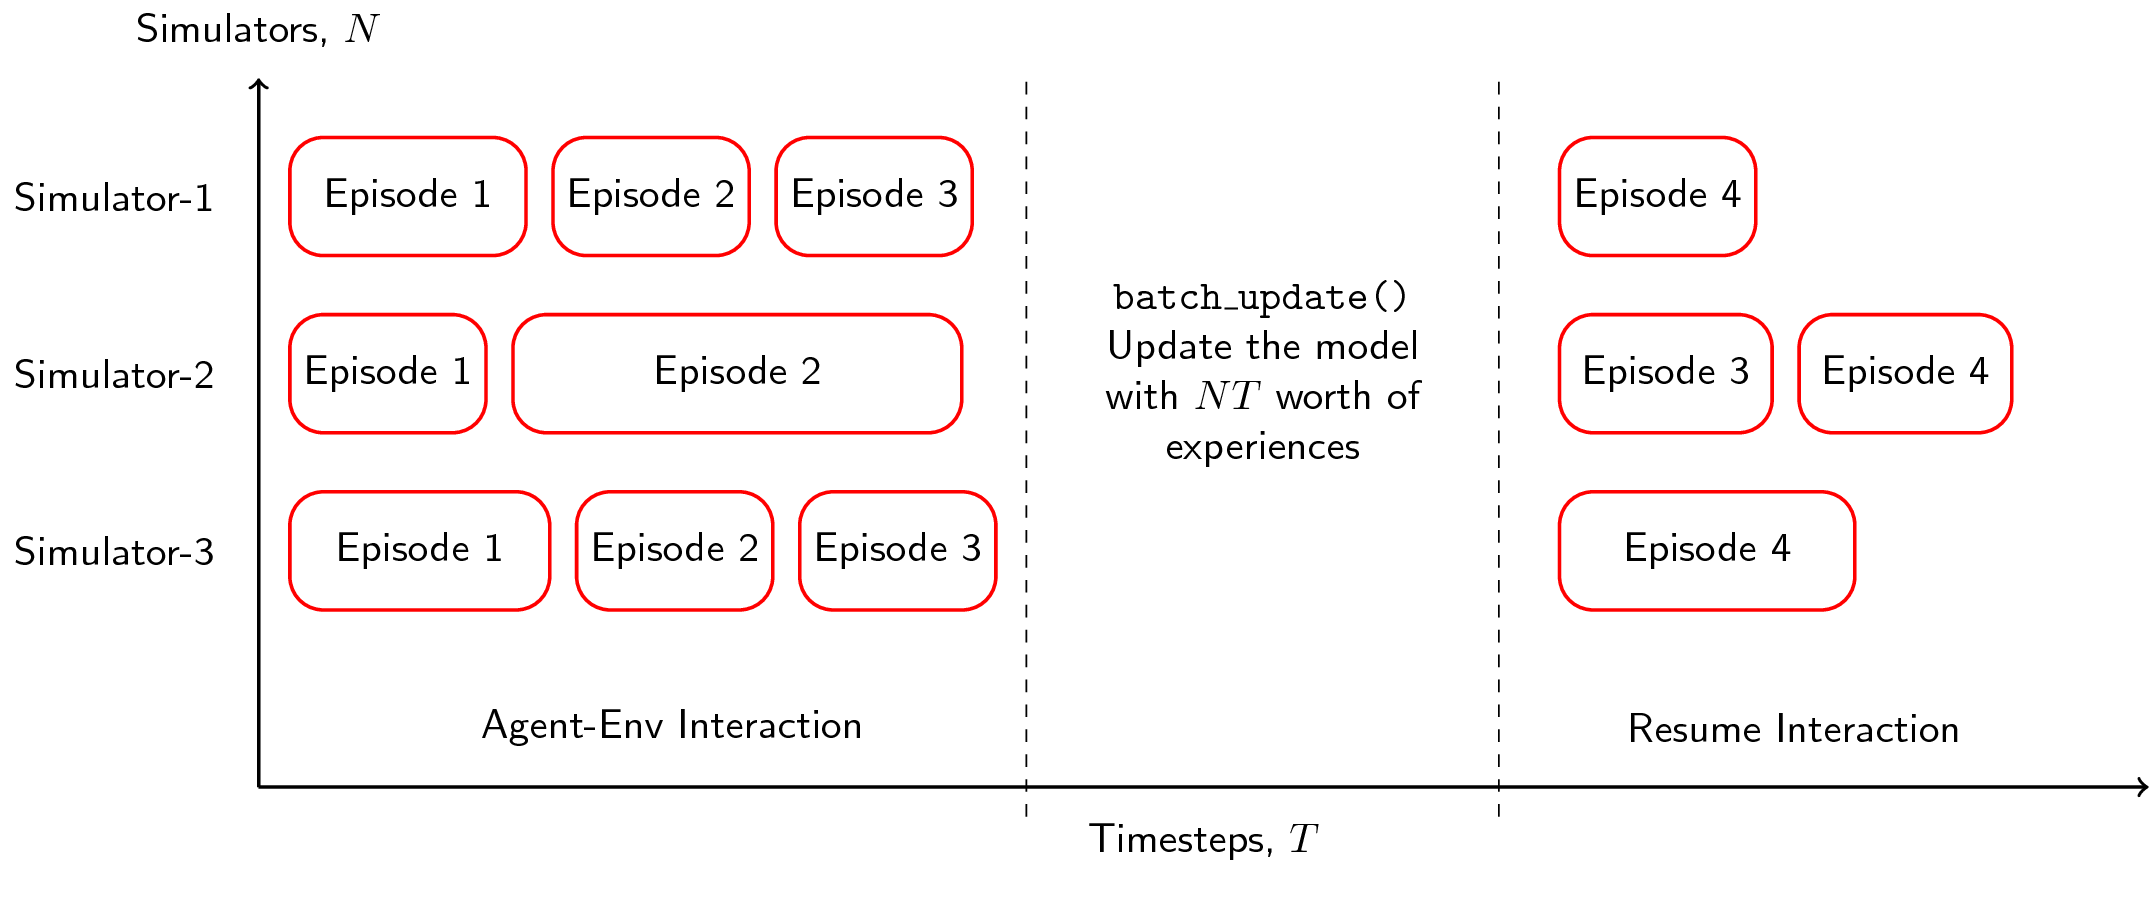 Simulators, N
Simulator-1
Episode 1
Episode 2
Episode 3
Episode 4
Simulator-2
Episode 1
Episode 2
Episode 3
Episode 4
Simulator-3
Episode 1
Episode 2
Episode 3
Episode 4
batch_update()
Update the model
with NT worth of
experiences
Agent-Env Interaction
Resume Interaction
Timesteps, T